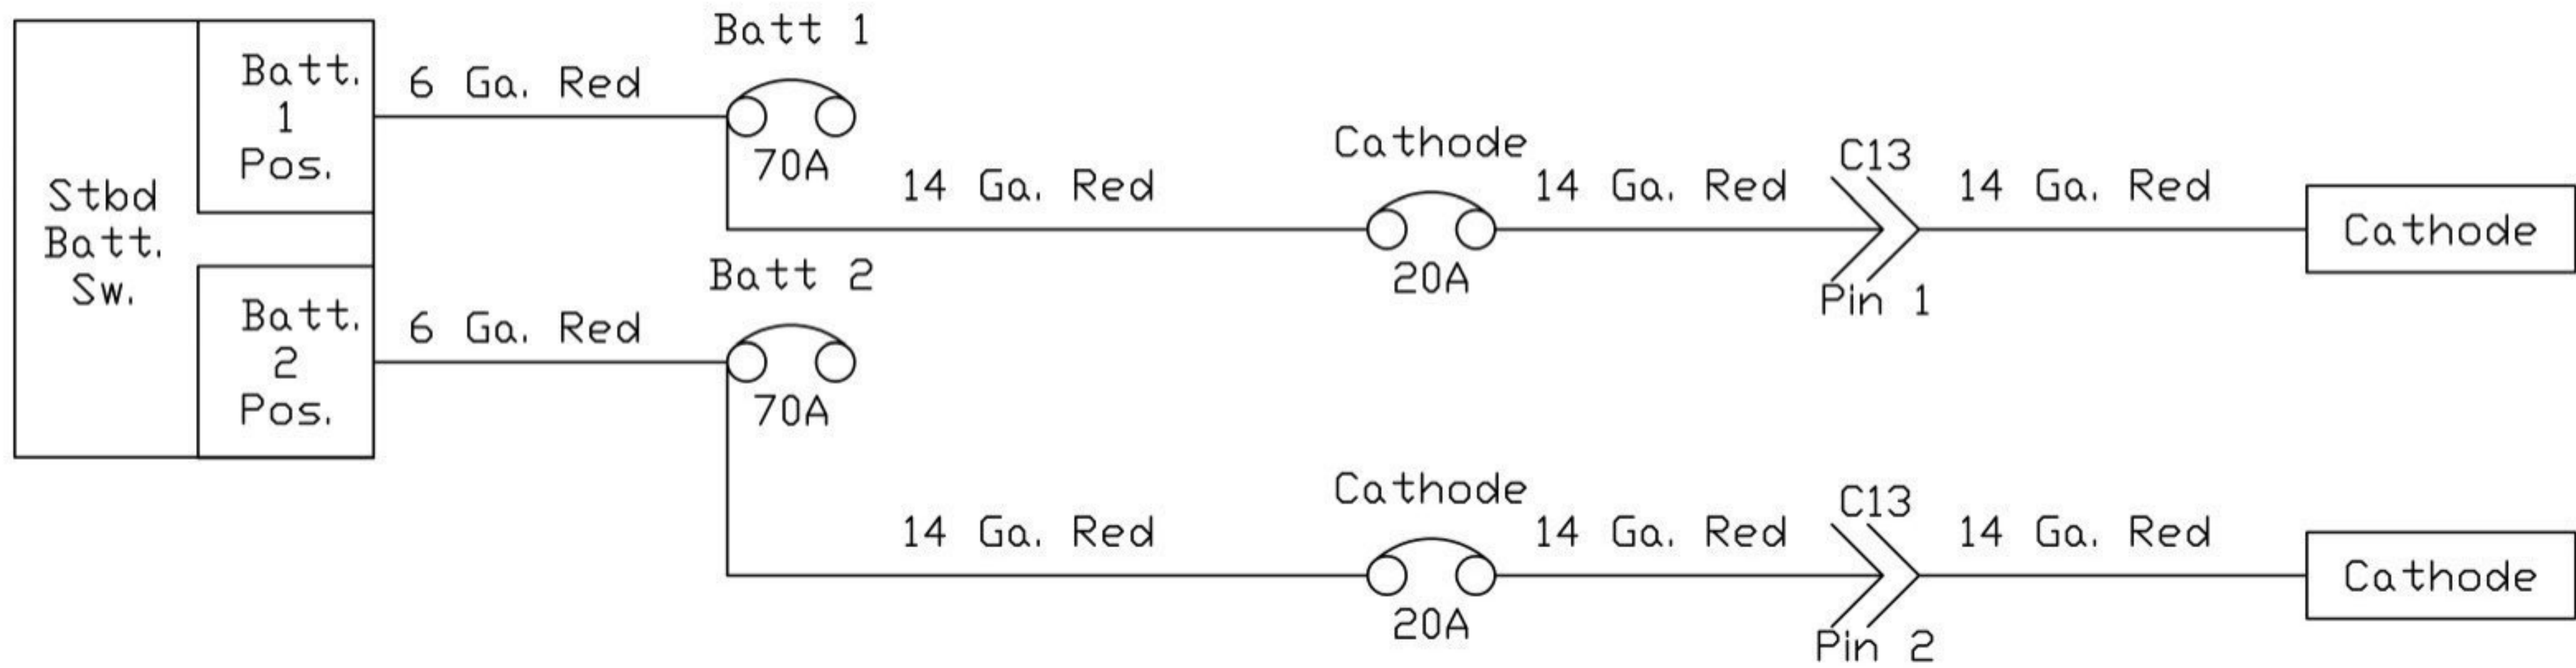 Stbd
Batt.
Sw.
Batt.
1
Pos.
6 Ga. Red
Batt 1
70A
14 Ga. Red
Cathode
20A
14 Ga. Red
C13
Pin 1
14 Ga. Red
Cathode
Batt.
2
Pos.
6 Ga. Red
Batt 2
70A
14 Ga. Red
Cathode
20A
14 Ga. Red
C13
Pin 2
14 Ga. Red
Cathode